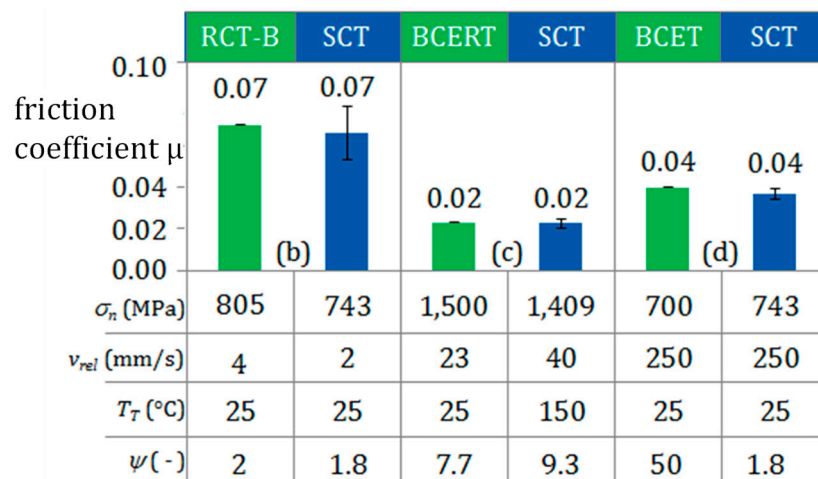 RCT-B SCT BCERT SCT BCET SCT
0.10
0.07 0.07
friction
coefficient μ
0.04 0.04
0.04
0.02 0.02
0.02
(b) (c) (d)
0.00
σn (MPa) 805 743 1,500 1,409 700 743
vrel (mm/s) 4 2 23 40 250 250
TT (°C) 25 25 25 150 25 25
ψ (-) 2 1.8 7.7 9.3 50 1.8